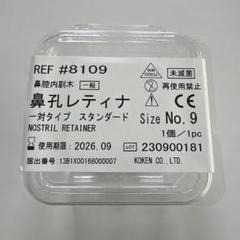 REF #8109
鼻腔内副木 一般
鼻孔レティナ
一対タイプ スタンダード
NOSTRIL RETAINER
NON STERILE
未滅菌
再使用禁止
CE
Size No. 9
1個/1pc
使用期限 2026.09
LOT 230900181
届出番号:13B1X00166000007
KOKEN CO., LTD.